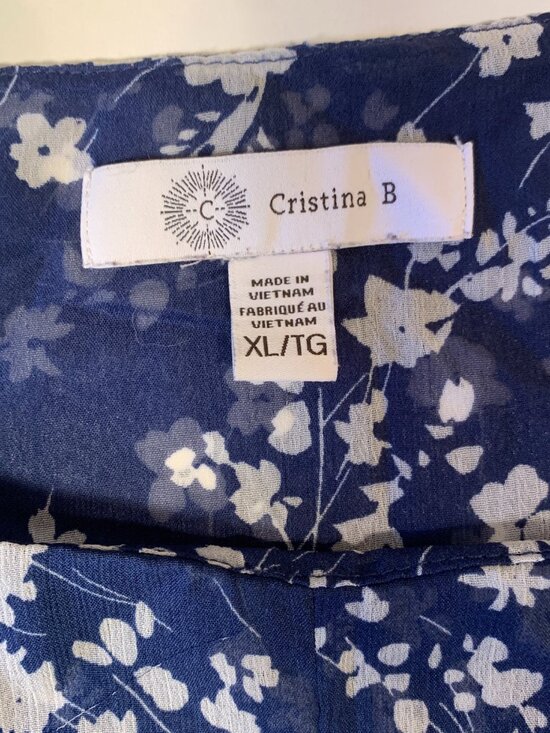 C
Cristina B
MADE IN
VIETNAM
FABRIQUÉ AU
VIETNAM
XL/TG